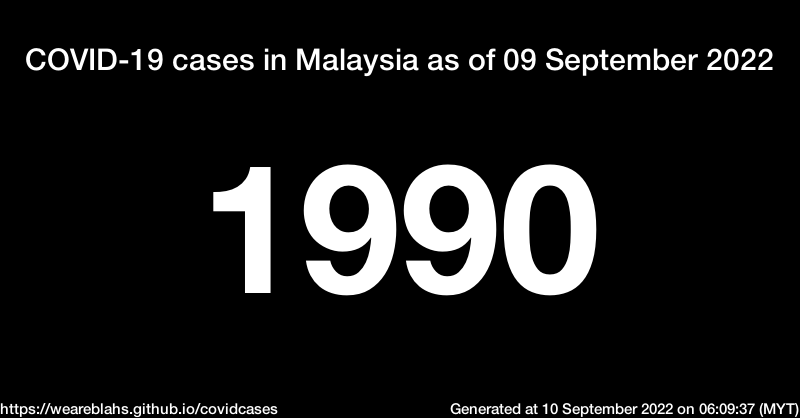 COVID-19 cases in Malaysia as of 09 September 2022
1990
https://weareblahs.github.io/covidcases
Generated at 10 September 2022 on 06:09:37 (MYT)